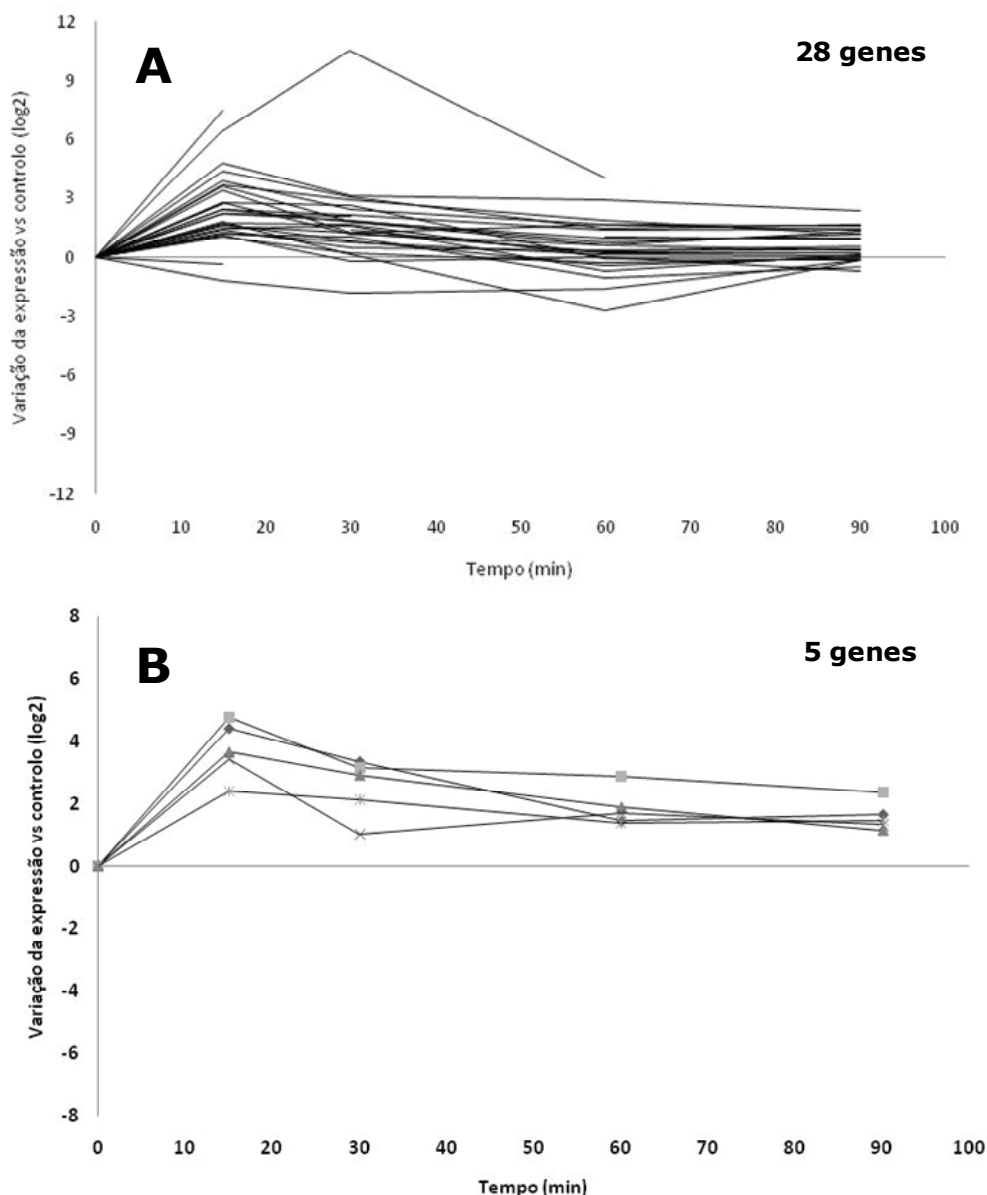 A
28 genes
Variação da expressão vs controlo (log2)
12
9
6
3
0
-3
-6
-9
-12
0 10 20 30 40 50 60 70 80 90 100
Tempo (min)
B
5 genes
Variação da expressão vs controlo (log2)
8
6
4
2
0
-2
-4
-6
-8
0 10 20 30 40 50 60 70 80 90 100
Tempo (min)